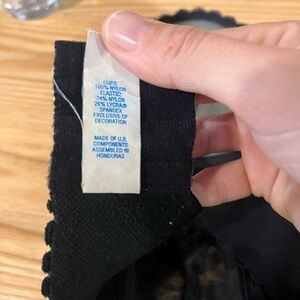 CUPS:
100% NYLON
ELASTIC:
74% NYLON
26% LYCRA®
SPANDEX
EXCLUSIVE OF
DECORATION
MADE OF U.S.
COMPONENTS
ASSEMBLED IN
HONDURAS